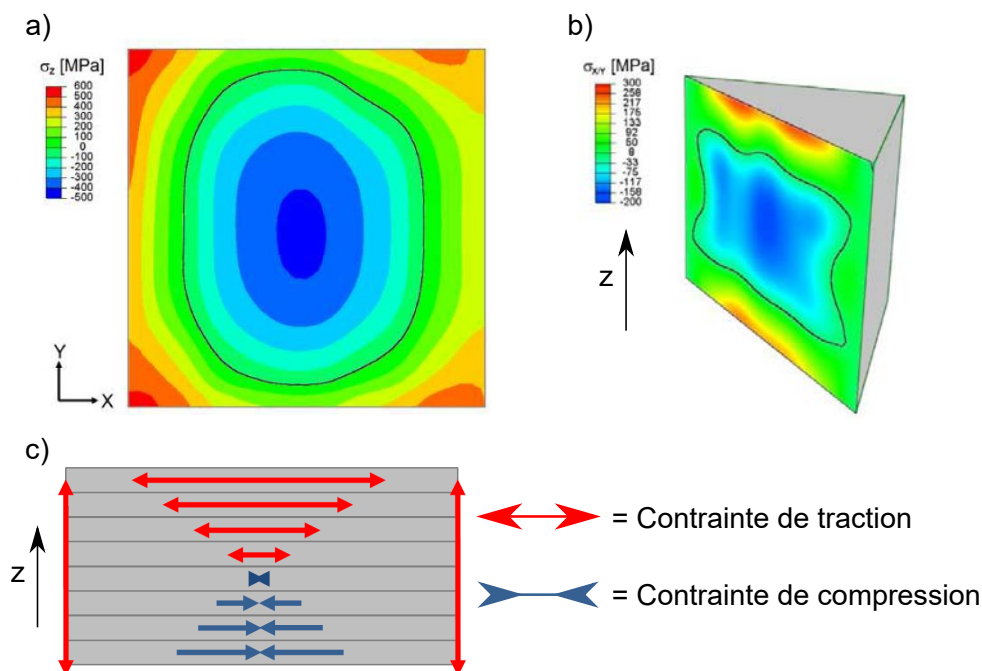 a)
σz [MPa]
600
500
400
300
200
100
0
-100
-200
-300
-400
-500
Y
X
b)
σX/Y [MPa]
300
258
217
175
133
92
50
8
-33
-75
-117
-158
-200
z
c)
z
= Contrainte de traction
= Contrainte de compression